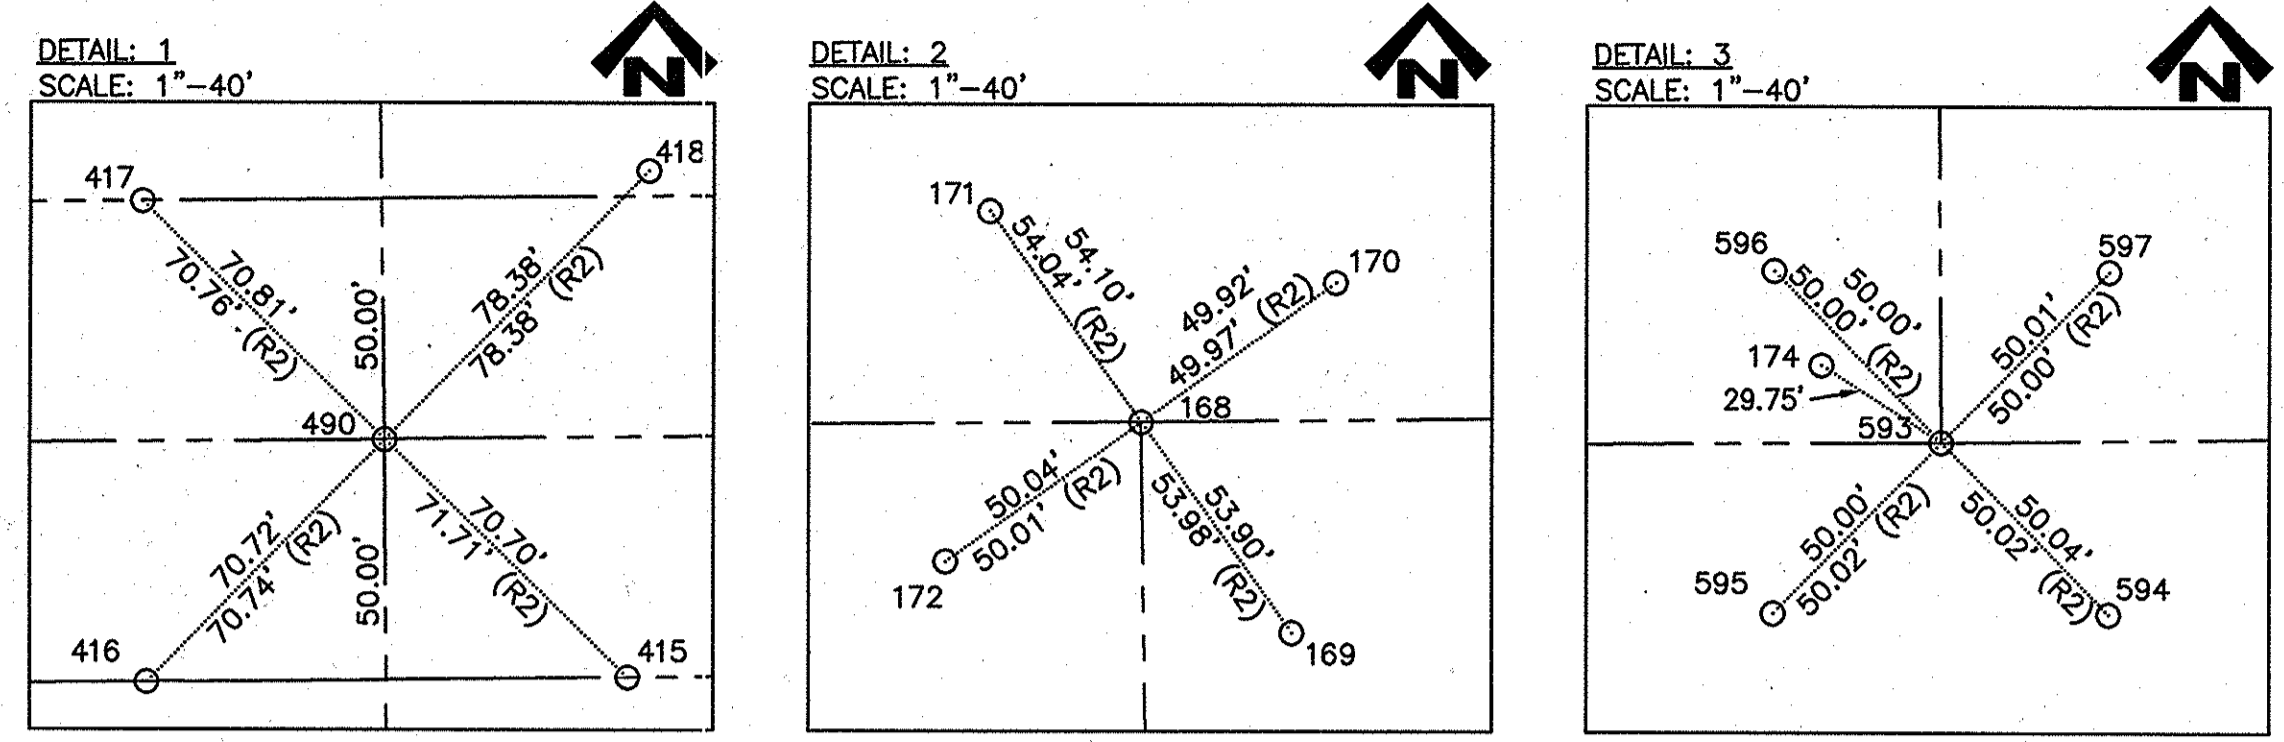 DETAIL: 1
SCALE: 1"-40'
N
417
418
70.81'
70.76' (R2)
50.00'
78.38'
78.38' (R2)
490
70.72'
70.74' (R2)
50.00'
70.70'
71.71' (R2)
416
415
DETAIL: 2
SCALE: 1"-40'
N
171
170
54.10'
54.04' (R2)
49.92'
49.97' (R2)
168
50.04'
50.01' (R2)
53.90'
53.98' (R2)
172
169
DETAIL: 3
SCALE: 1"-40'
N
596
597
50.00'
50.00' (R2)
50.01'
50.00' (R2)
174
29.75'
593
50.00'
50.02' (R2)
50.04'
50.02' (R2)
595
594